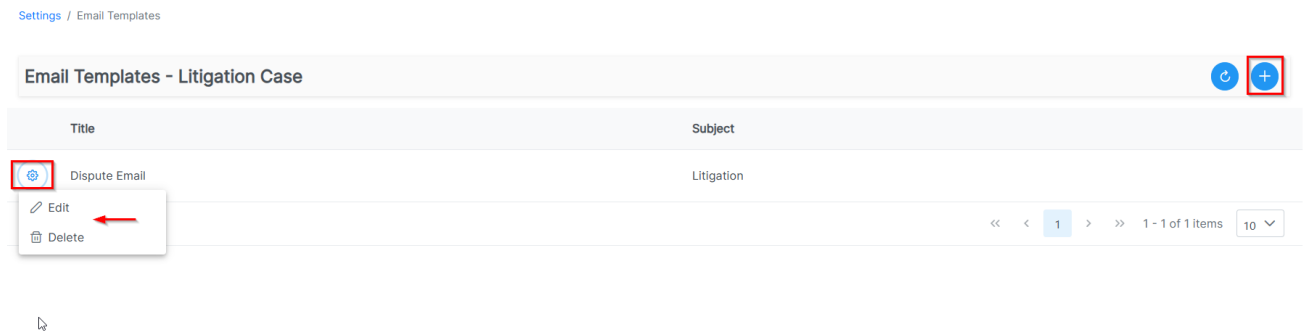 Settings / Email Templates
Email Templates - Litigation Case
Title Subject
Dispute Email Litigation
Edit
Delete
<< < 1 > >> 1 - 1 of 1 items 10